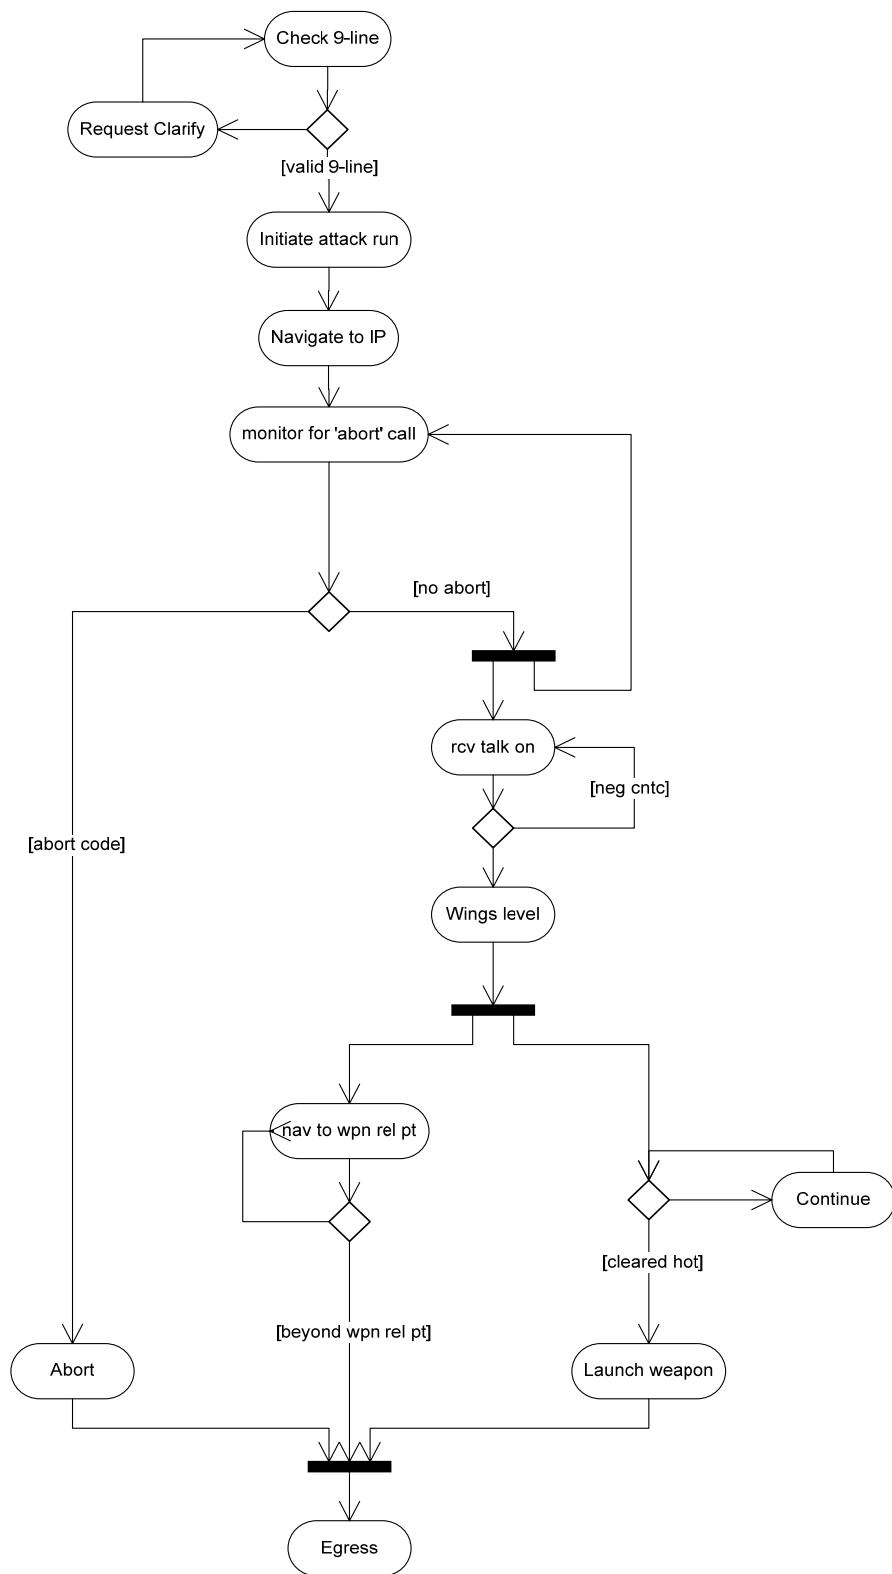 Check 9-line
Request Clarify
[valid 9-line]
Initiate attack run
Navigate to IP
monitor for 'abort' call
[no abort]
rcv talk on
[neg cntc]
[abort code]
Wings level
nav to wpn rel pt
Continue
[cleared hot]
[beyond wpn rel pt]
Abort
Launch weapon
Egress